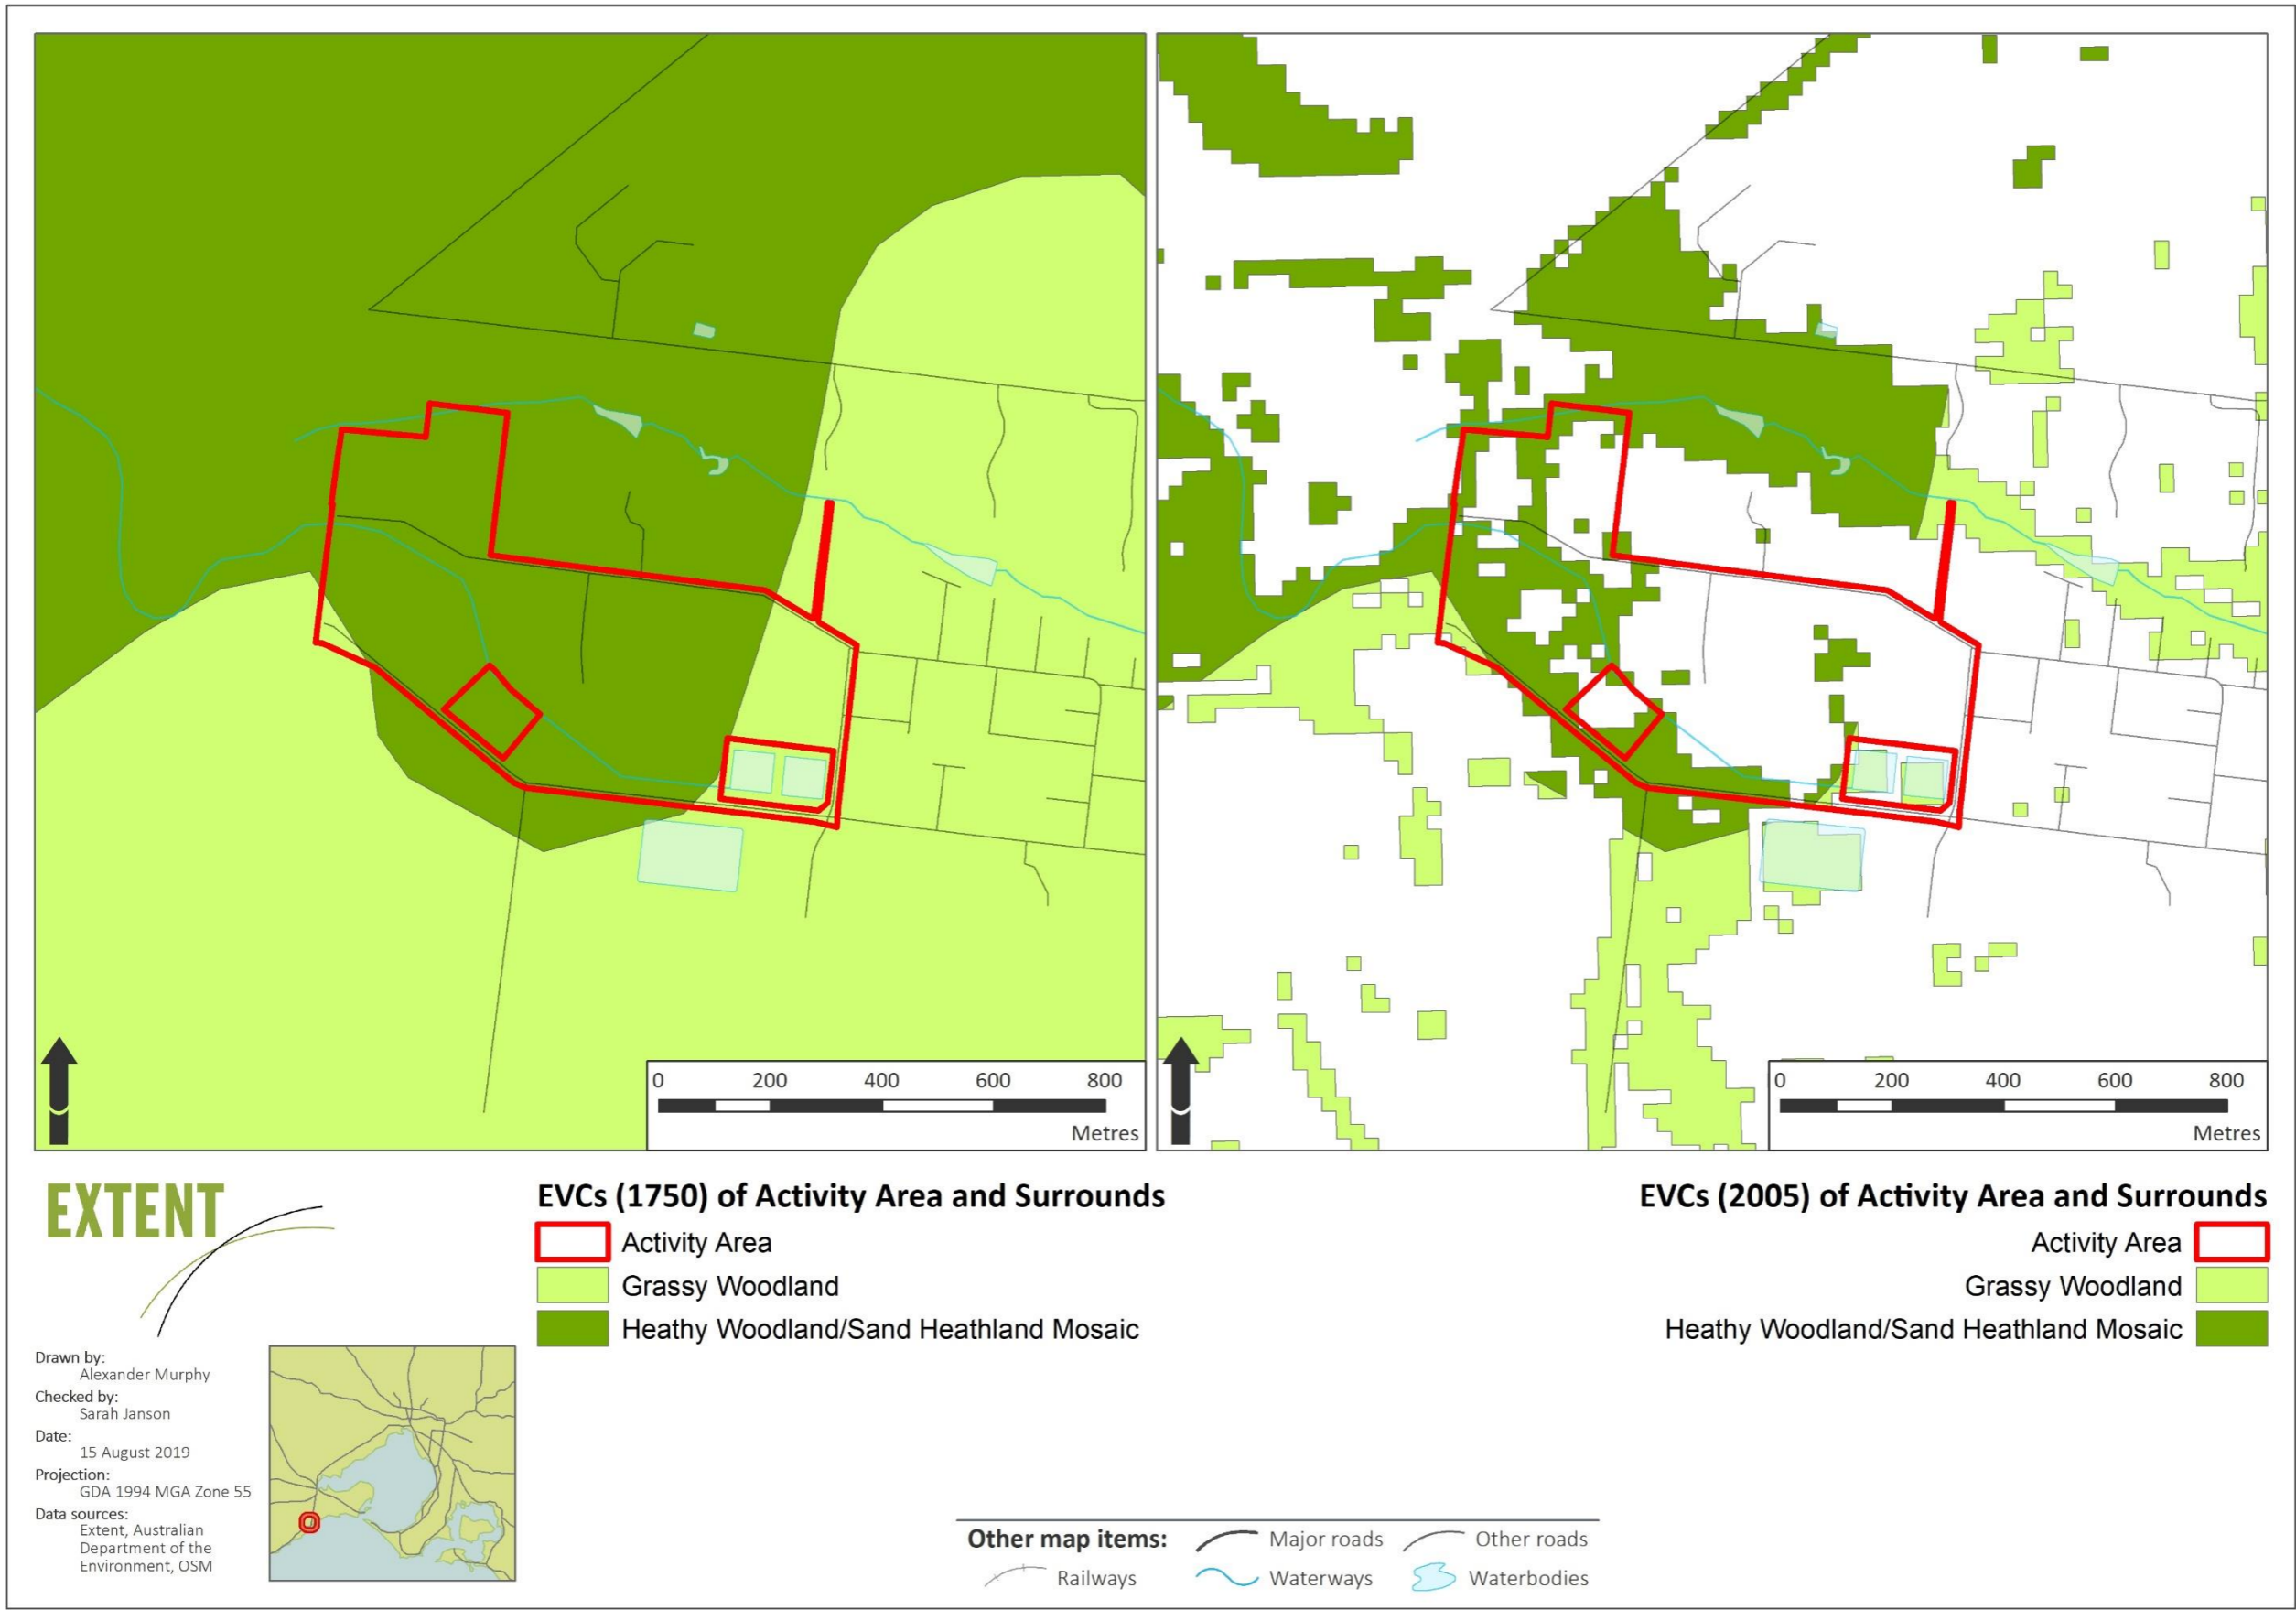 0 200 400 600 800
Metres
0 200 400 600 800
Metres
EXTENT
EVCs (1750) of Activity Area and Surrounds
Activity Area
Grassy Woodland
Heathy Woodland/Sand Heathland Mosaic
EVCs (2005) of Activity Area and Surrounds
Activity Area
Grassy Woodland
Heathy Woodland/Sand Heathland Mosaic
Drawn by:
Alexander Murphy
Checked by:
Sarah Janson
Date:
15 August 2019
Projection:
GDA 1994 MGA Zone 55
Data sources:
Extent, Australian
Department of the
Environment, OSM
Other map items:
Major roads
Other roads
Railways
Waterways
Waterbodies